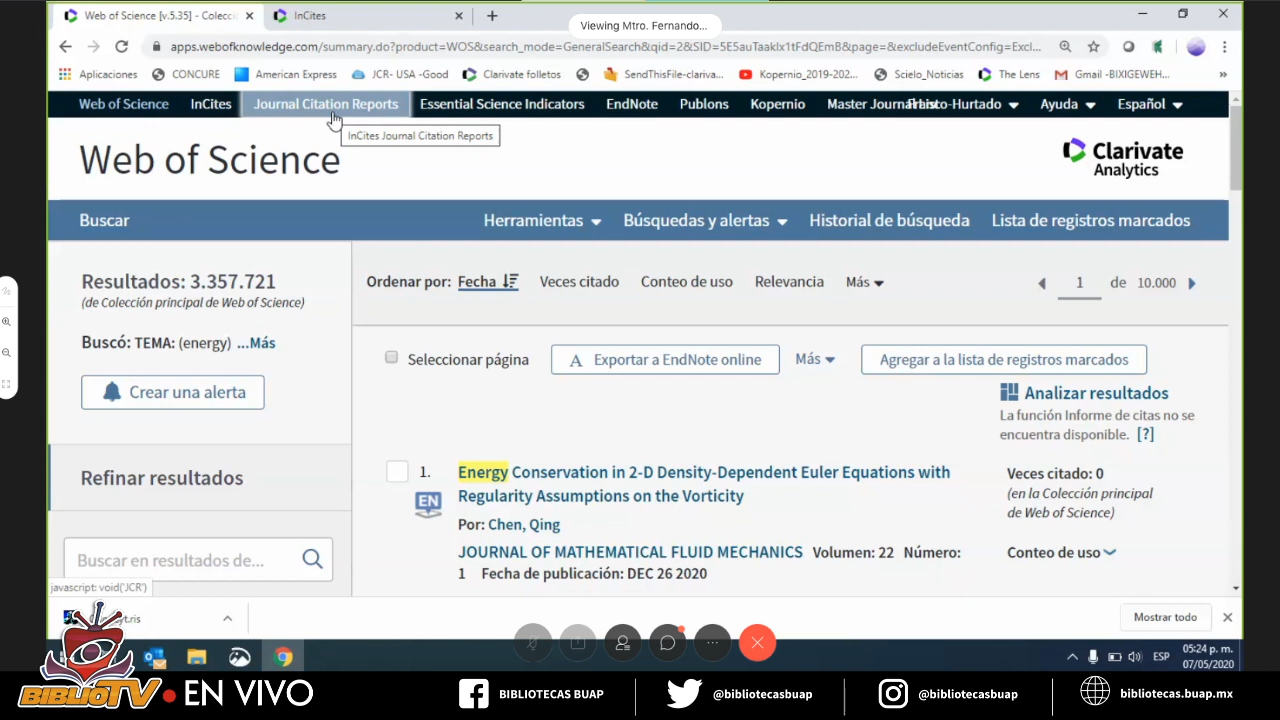 Web of Science [v.5.35] - Colecci
InCites
Viewing Mtro. Fernando...
apps.webofknowledge.com/summary.do?product=WOS&search_mode=GeneralSearch&qid=2&SID=5E5auTaaklx1tFdQEmB&page=&excludeEventConfig=Excl...
Aplicaciones
CONCURE
American Express
JCR- USA -Good
Clarivate folletos
SendThisFile-clariva...
Kopernio_2019-202...
Scielo_Noticias
The Lens
Gmail -BIXIGEWEH...
»
Web of Science
InCites
Journal Citation Reports
Essential Science Indicators
EndNote
Publons
Kopernio
Master Journal
-Hurtado
Ayuda
Español
InCites Journal Citation Reports
Web of Science
Clarivate
Analytics
Buscar
Herramientas
Búsquedas y alertas
Historial de búsqueda
Lista de registros marcados
Resultados: 3.357.721
(de Colección principal de Web of Science)
Buscó: TEMA: (energy) ...Más
Crear una alerta
Refinar resultados
Buscar en resultados de...
Ordenar por: Fecha
Veces citado
Conteo de uso
Relevancia
Más
1 de 10.000
Seleccionar página
Exportar a EndNote online
Más
Agregar a la lista de registros marcados
Analizar resultados
La función Informe de citas no se
encuentra disponible. [?]
1.
EN
Energy Conservation in 2-D Density-Dependent Euler Equations with
Regularity Assumptions on the Vorticity
Por: Chen, Qing
JOURNAL OF MATHEMATICAL FLUID MECHANICS Volumen: 22 Número:
1 Fecha de publicación: DEC 26 2020
Veces citado: 0
(en la Colección principal
de Web of Science)
Conteo de uso
javascript: void('JCR')
Mostrar todo
ESP
05:24 p. m.
07/05/2020
BIBLIOTV
EN VIVO
BIBLIOTECAS BUAP
@bibliotecasbuap
@bibliotecasbuap
bibliotecas.buap.mx